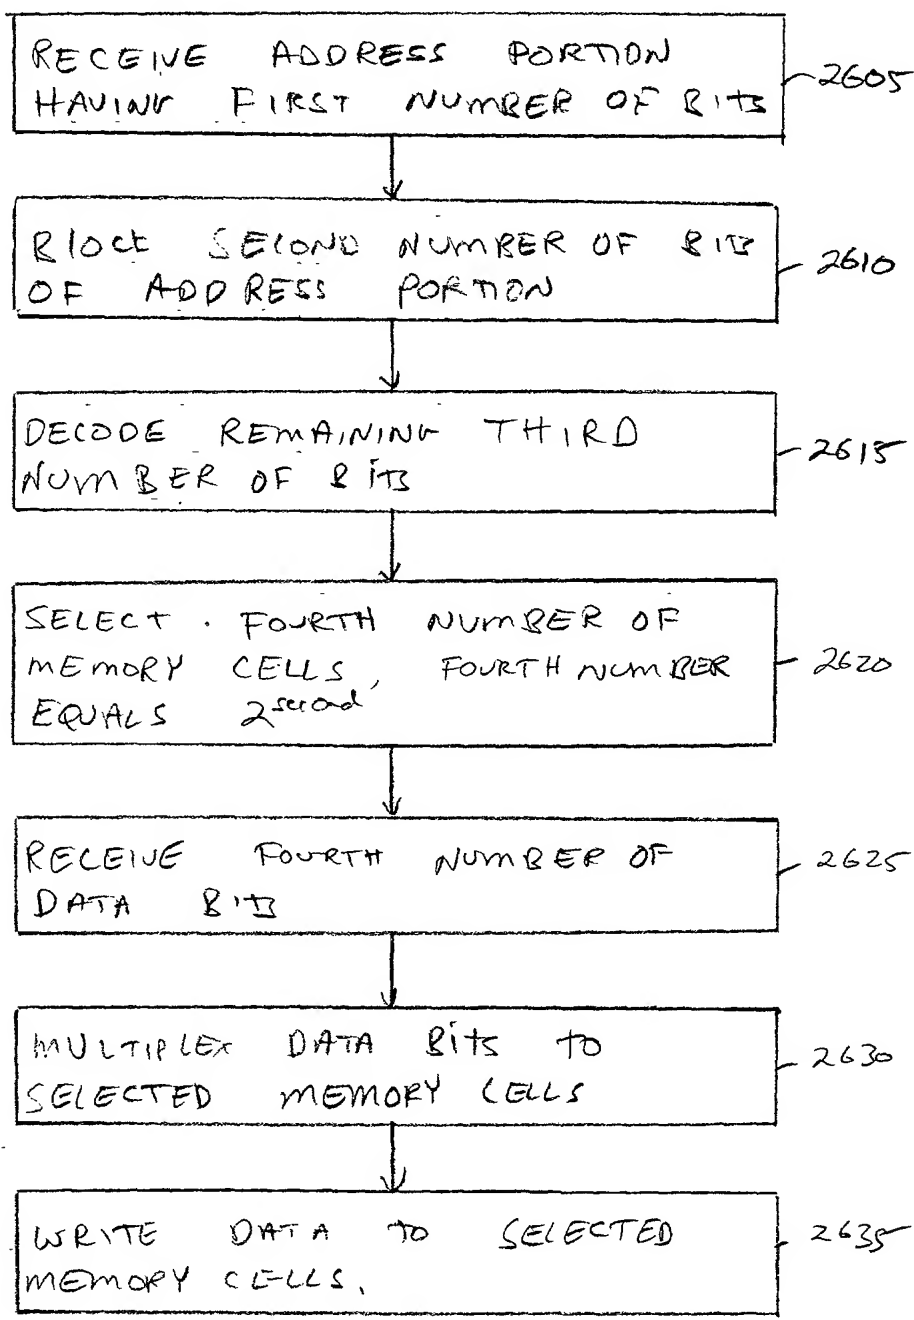 RECEIVE ADDRESS PORTION
HAVING FIRST NUMBER OF Bits
2605
Block SECOND NUMBER OF Bits
OF ADDRESS PORTION
2610
DECODE REMAINING THIRD
NUMBER OF Bits
2615
SELECT FOURTH NUMBER OF
MEMORY CELLS, FOURTH NUMBER
EQUALS 2^second
2620
RECEIVE FOURTH NUMBER OF
DATA Bits
2625
MULTIPLEX DATA Bits to
SELECTED MEMORY CELLS
2630
WRITE DATA TO SELECTED
MEMORY CELLS.
2635